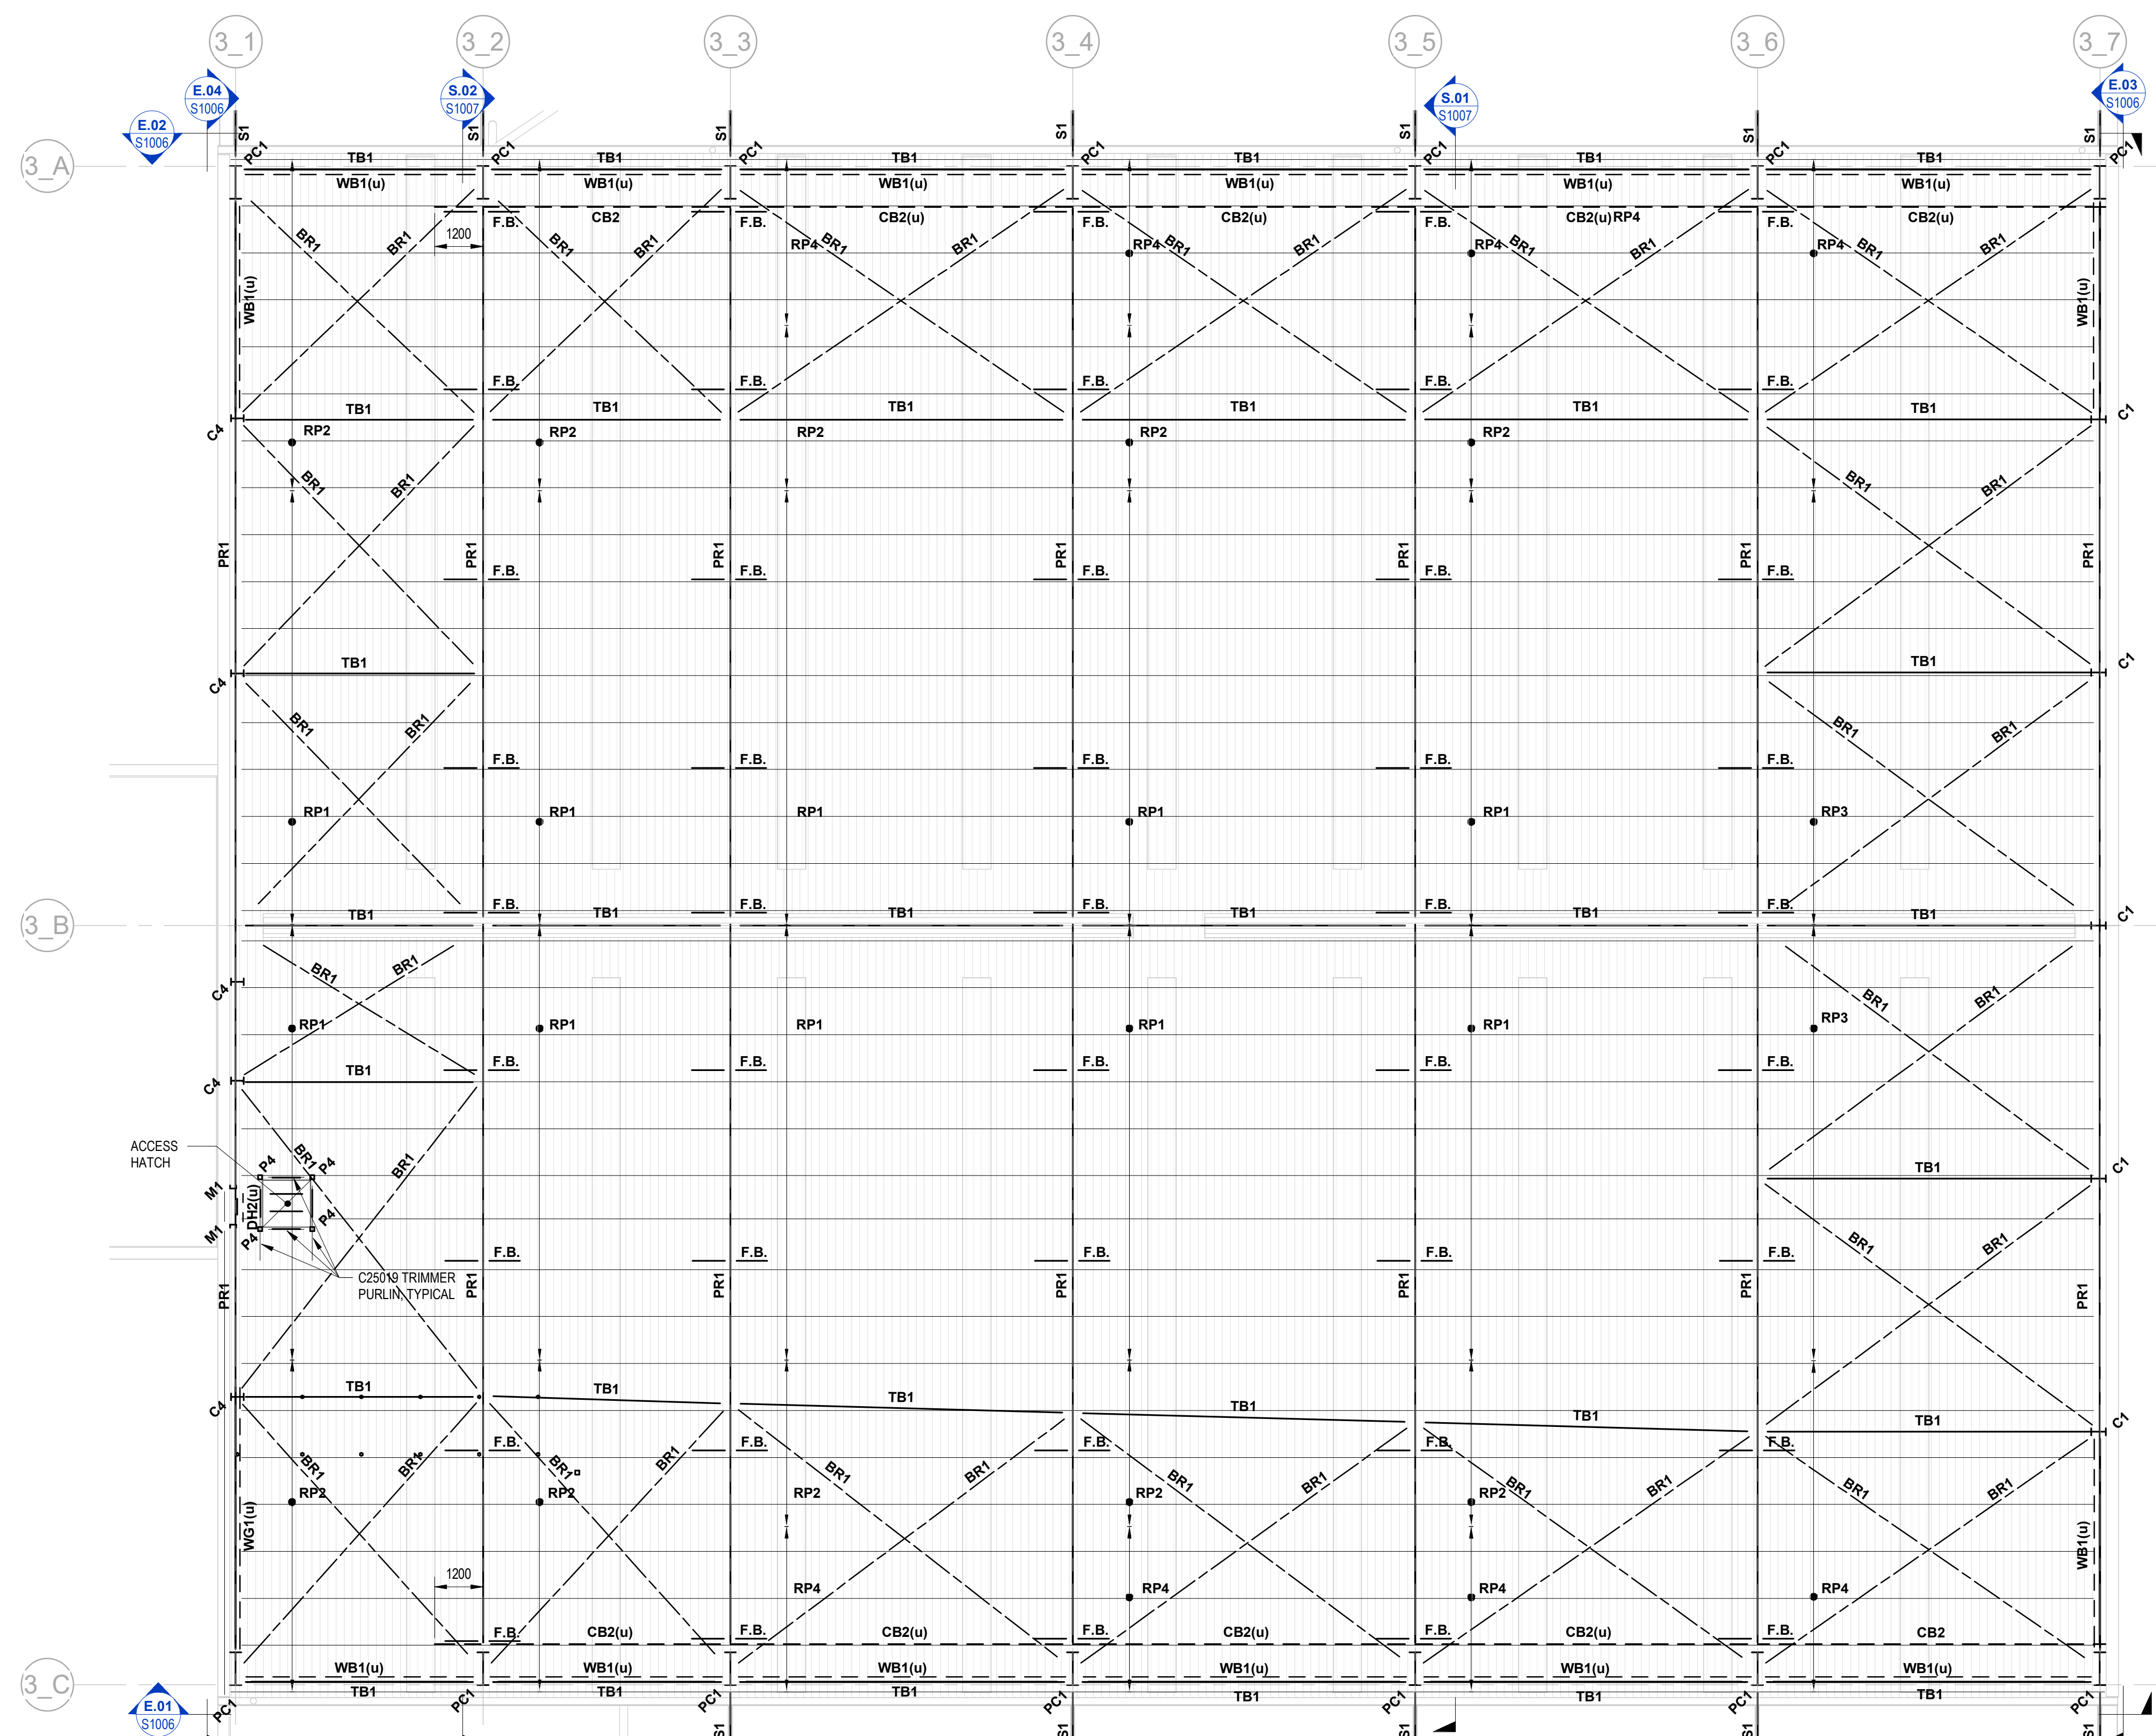 3_1 3_2 3_3 3_4 3_5 3_6 3_7
E.04 S.02 S.01 E.03
S1006 S1007 S1007 S1006
E.02
S1006
S1 S1 S1 S1 S1 S1 S1
3_A
PC1 PC1 PC1 PC1 PC1 PC1 PC1
TB1 TB1 TB1 TB1 TB1 TB1
WB1(u) WB1(u) WB1(u) WB1(u) WB1(u) WB1(u)
F.B. CB2 F.B. CB2(u) F.B. CB2(u) F.B. CB2(u) RP4 F.B. CB2(u)
1200
BR1 BR1 BR1 BR1 RP4 BR1 BR1 RP4 BR1 BR1 RP4 BR1 BR1 RP4 BR1 BR1
WB1(u) WB1(u)
F.B. F.B. F.B. F.B. F.B.
TB1 TB1 TB1 TB1 TB1
C4 C1
RP2 RP2 RP2 RP2 RP2
BR1 BR1 BR1 BR1
PR1 PR1 PR1 PR1 PR1 PR1 PR1
F.B. F.B. F.B. F.B. F.B.
TB1 TB1
C4 C1
BR1 BR1 BR1 BR1
F.B. F.B. F.B. F.B. F.B.
RP1 RP1 RP1 RP1 RP1 RP3
F.B. F.B. F.B. F.B. F.B.
3_B
TB1 TB1 TB1 TB1 TB1 TB1
C1
BR1 BR1 BR1 BR1
C4
RP1 RP1 RP1 RP1 RP1 RP3
F.B. F.B. F.B. F.B. F.B.
TB1
C4
ACCESS
HATCH
BR1 BR1
P4 P4
TB1
C1
M1
DH2(u)
P4
M1
P4
BR1 BR1
F.B. F.B. F.B. F.B. F.B.
C25019 TRIMMER
PURLIN, TYPICAL
PR1 PR1 PR1 PR1 PR1 PR1 PR1
TB1 TB1 TB1 TB1 TB1 TB1
C4 C1
F.B. F.B. F.B. F.B. F.B.
BR1 BR1 BR1 BR1 BR1 BR1 BR1 BR1 BR1 BR1 BR1 BR1
RP2 RP2 RP2 RP2 RP2
WG1(u) WB1(u)
1200
RP4 RP4 RP4 RP4
F.B. CB2(u) F.B. CB2(u) F.B. CB2(u) F.B. CB2(u) F.B. CB2
WB1(u) WB1(u) WB1(u) WB1(u) WB1(u) WB1(u)
3_C
TB1 TB1 TB1 TB1 TB1 TB1
PC1 PC1 PC1 PC1 PC1 PC1 PC1
E.01
S1006
S1 S1 S1 S1 S1